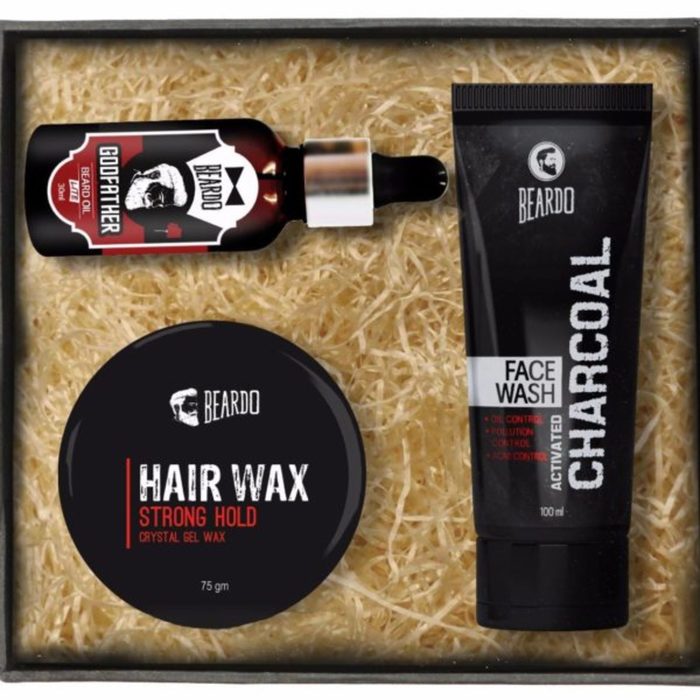 BEARDO
GODFATHER
BEARD OIL
LITE
30ml
BEARDO
FACE
WASH
• OIL CONTROL
• POLLUTION
CONTROL
• ACNE CONTROL
ACTIVATED
CHARCOAL
100 ml
BEARDO
HAIR WAX
STRONG HOLD
CRYSTAL GEL WAX
75 gm